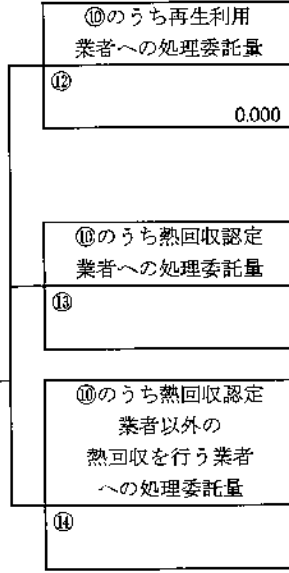 ⑩のうち再生利用
業者への処理委託量
⑫
0.000
⑩のうち熱回収認定
業者への処理委託量
⑬
⑩のうち熱回収認定
業者以外の
熱回収を行う業者
への処理委託量
⑭